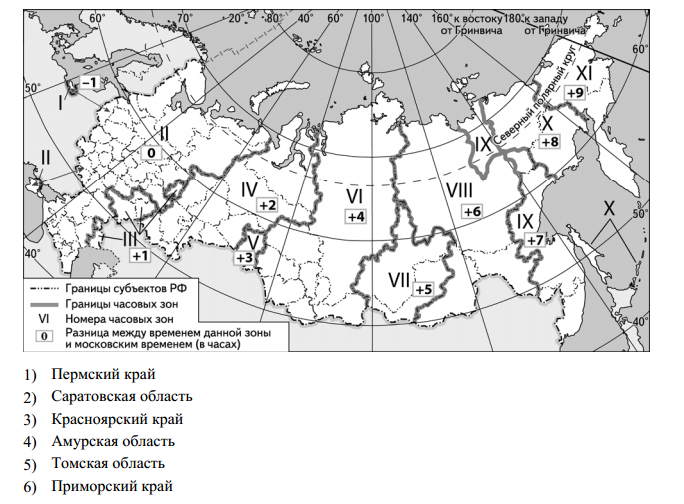 60° 70° -20° -80° 100° 120° 140° 160° к востоку 180° к западу
от Гринвича от Гринвича
60°
Северный полярный круг
XI
+9
−1
50°
I
II
0
X
+8
IX
II
IV
+2
VI
+4
VIII
+6
X
50°
III
+1
V
+3
IX
+7
VII
+5
40°
40°
Границы субъектов РФ
Границы часовых зон
VI Номера часовых зон
0 Разница между временем данной зоны
и московским временем (в часах)
1) Пермский край
2) Саратовская область
3) Красноярский край
4) Амурская область
5) Томская область
6) Приморский край